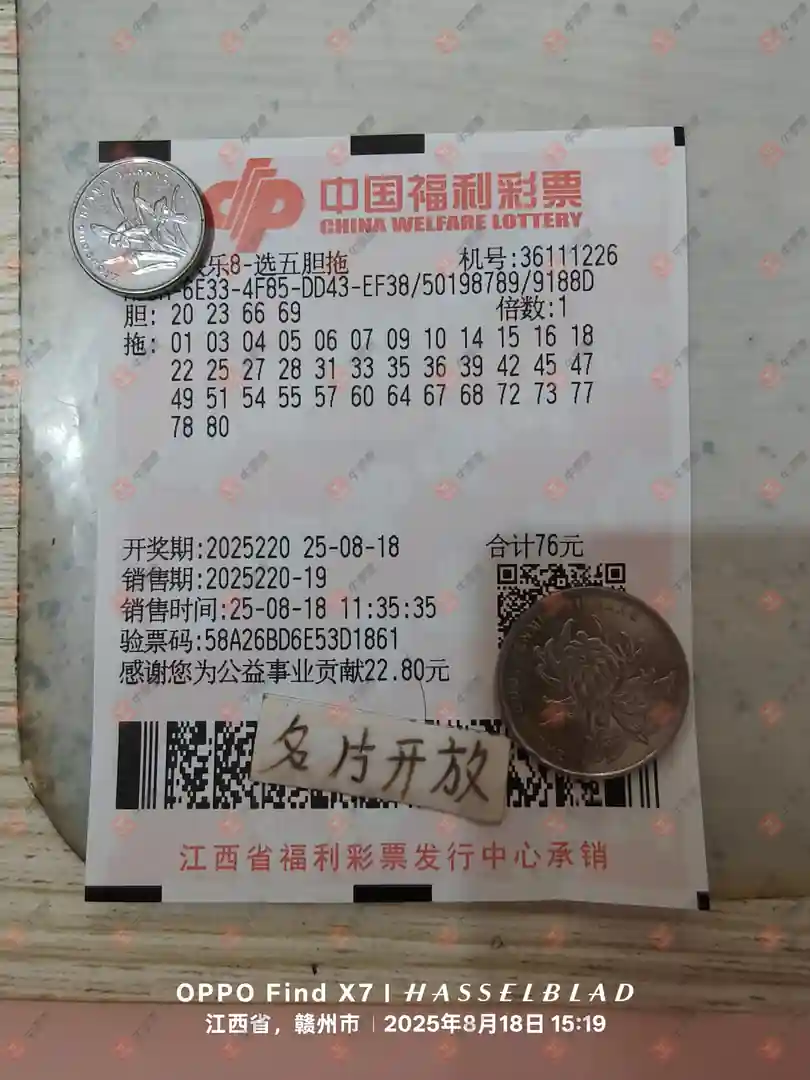 中国福利彩票
CHINA WELFARE LOTTERY
乐8-选五胆拖 机号:36111226
6E33-4F85-DD43-EF38/50198789/9188D
胆: 20 23 66 69 倍数:1
拖: 01 03 04 05 06 07 09 10 14 15 16 18
22 25 27 28 31 33 35 36 39 42 45 47
49 51 54 55 57 60 64 67 68 72 73 77
78 80
开奖期:2025220 25-08-18 合计76元
销售期:2025220-19
销售时间:25-08-18 11:35:35
验票码:58A26BD6E53D1861
感谢您为公益事业贡献22.80元
名片开放
江西省福利彩票发行中心承销
OPPO Find X7 | HASSELBLAD
江西省，赣州市 | 2025年8月18日 15:19